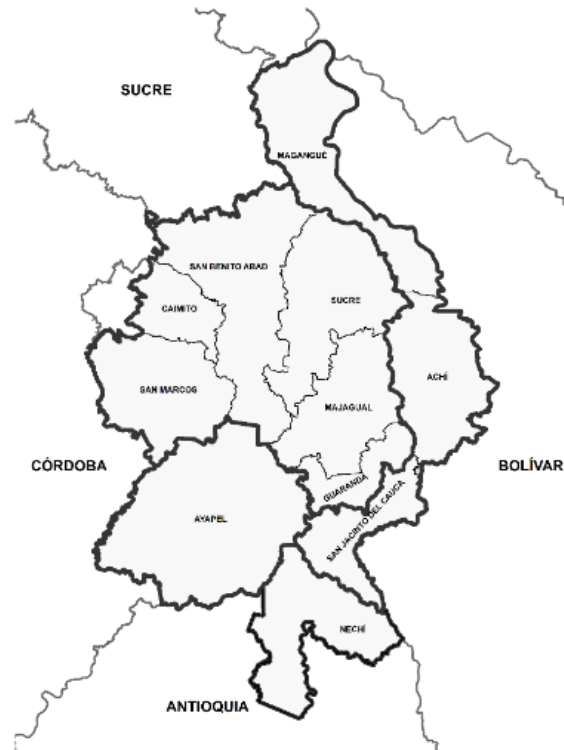 SUCRE
MAGANGUÉ
SAN BENITO ABAD
SUCRE
CAIMITO
ACHÍ
SAN MARCOS
MAJAGUAL
CÓRDOBA
BOLÍVAR
GUARANDA
AYAPEL
SAN JACINTO DEL CAUCA
NECHÍ
ANTIOQUIA